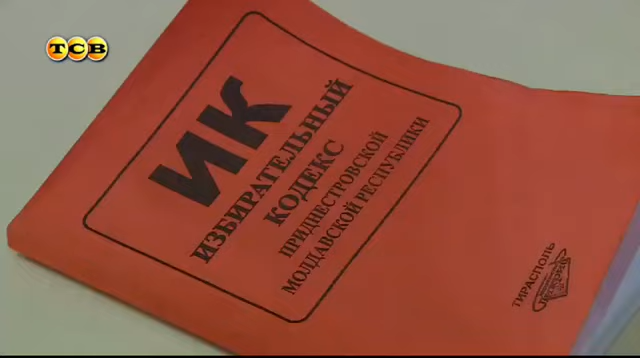 ТСВ
ИК
ИЗБИРАТЕЛЬНЫЙ
КОДЕКС
ПРИДНЕСТРОВСКОЙ
МОЛДАВСКОЙ РЕСПУБЛИКИ
ТИРАСПОЛЬ